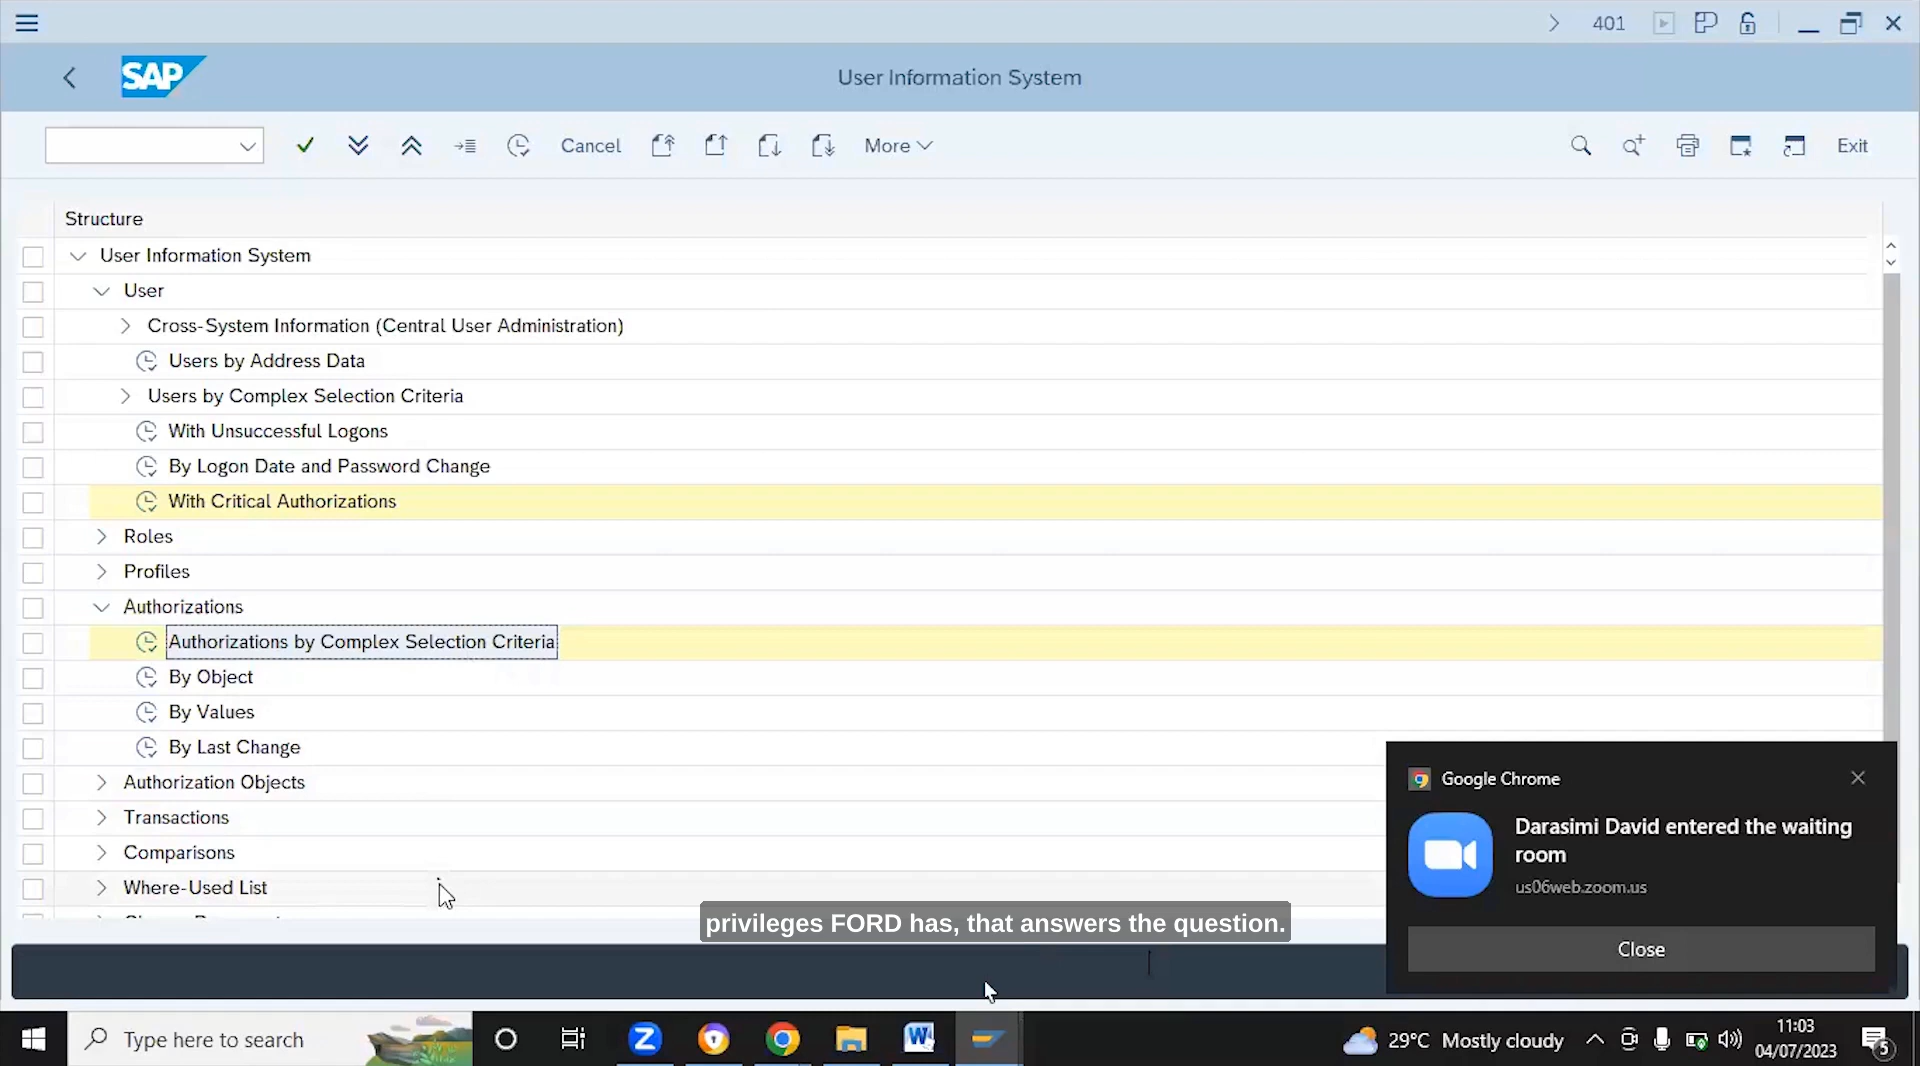 401
SAP
User Information System
Cancel
More
Exit
Structure
User Information System
User
Cross-System Information (Central User Administration)
Users by Address Data
Users by Complex Selection Criteria
With Unsuccessful Logons
By Logon Date and Password Change
With Critical Authorizations
Roles
Profiles
Authorizations
Authorizations by Complex Selection Criteria
By Object
By Values
By Last Change
Authorization Objects
Transactions
Comparisons
Where-Used List
Google Chrome
Darasimi David entered the waiting
room
us06web.zoom.us
Close
privileges FORD has, that answers the question.
Type here to search
29°C Mostly cloudy
11:03
04/07/2023
5